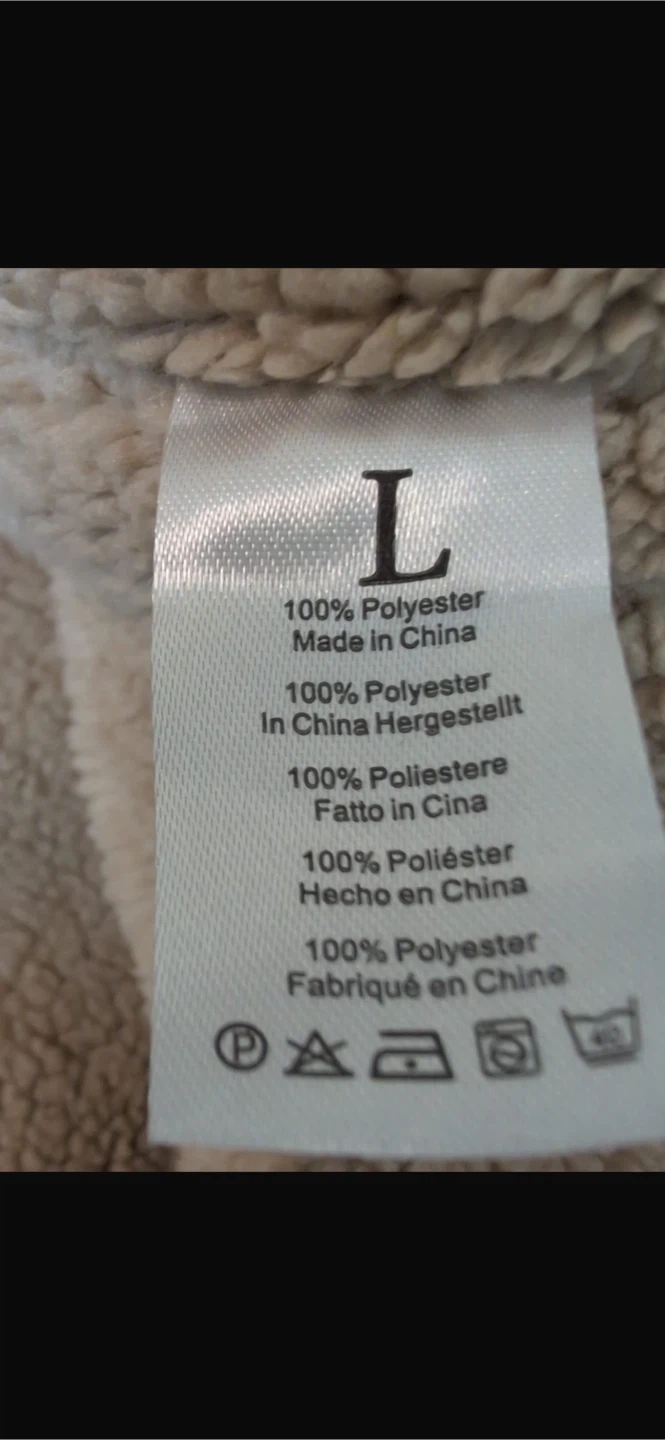 L
100% Polyester
Made in China
100% Polyester
In China Hergestellt
100% Poliestere
Fatto in Cina
100% Poliéster
Hecho en China
100% Polyester
Fabriqué en Chine
P
40